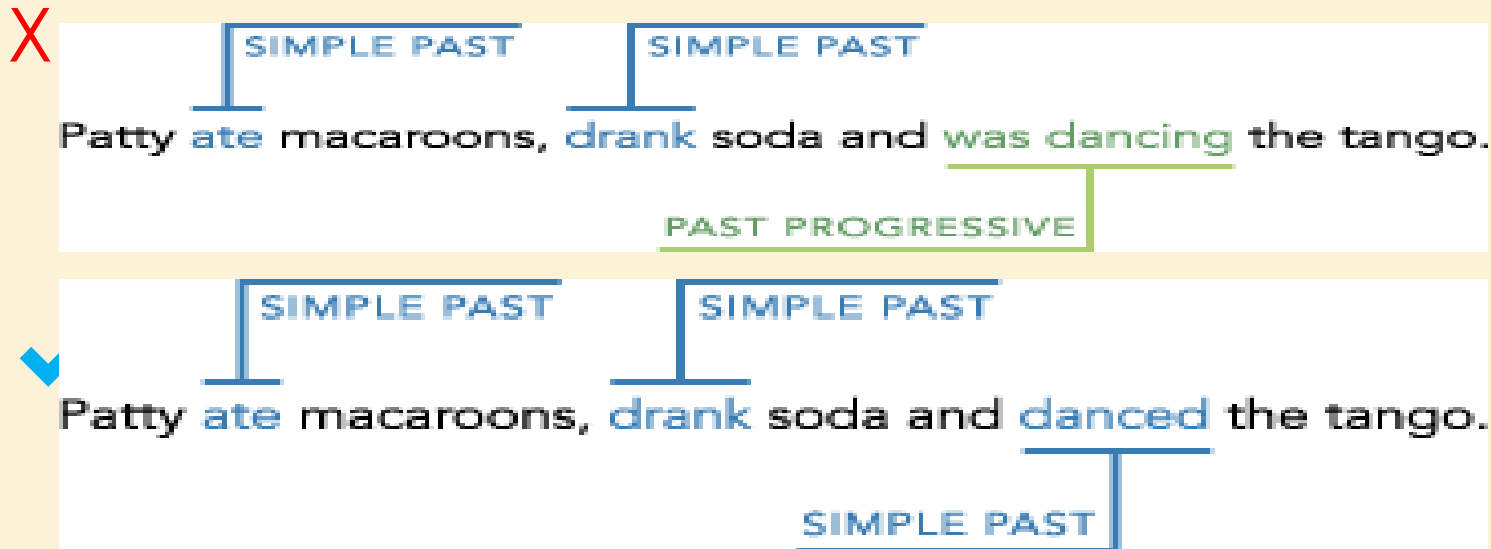 X
SIMPLE PAST SIMPLE PAST
Patty ate macaroons, drank soda and was dancing the tango.
PAST PROGRESSIVE
SIMPLE PAST SIMPLE PAST
Patty ate macaroons, drank soda and danced the tango.
SIMPLE PAST